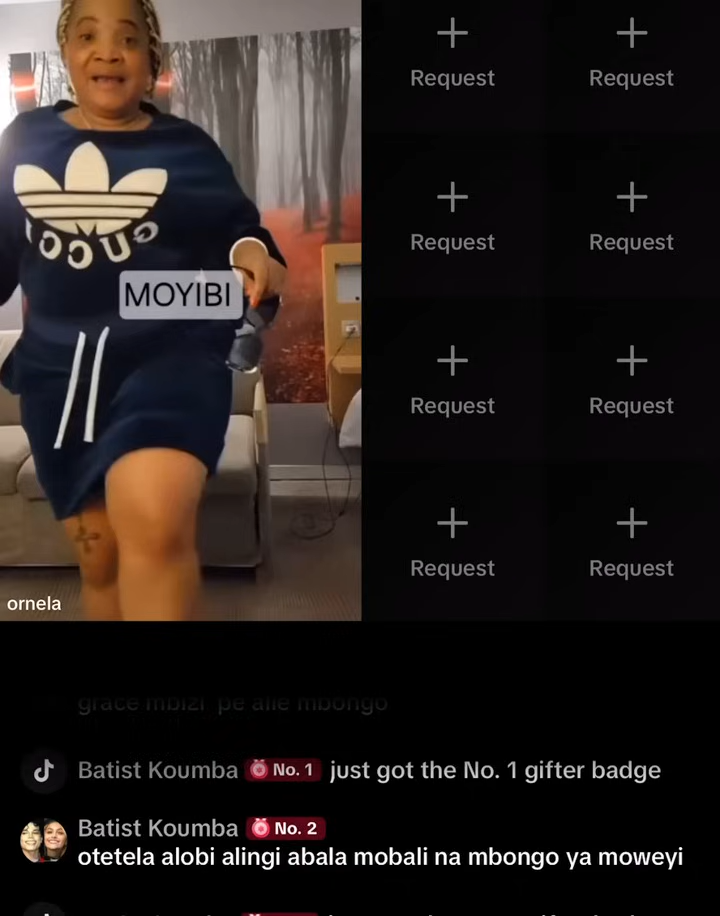 Request Request
GUCCI
Request Request
MOYIBI
Request Request
Request Request
ornela
grace mbizi pe alie mbongo
Batist Koumba No. 1 just got the No. 1 gifter badge
Batist Koumba No. 2
otetela alobi alingi abala mobali na mbongo ya moweyi